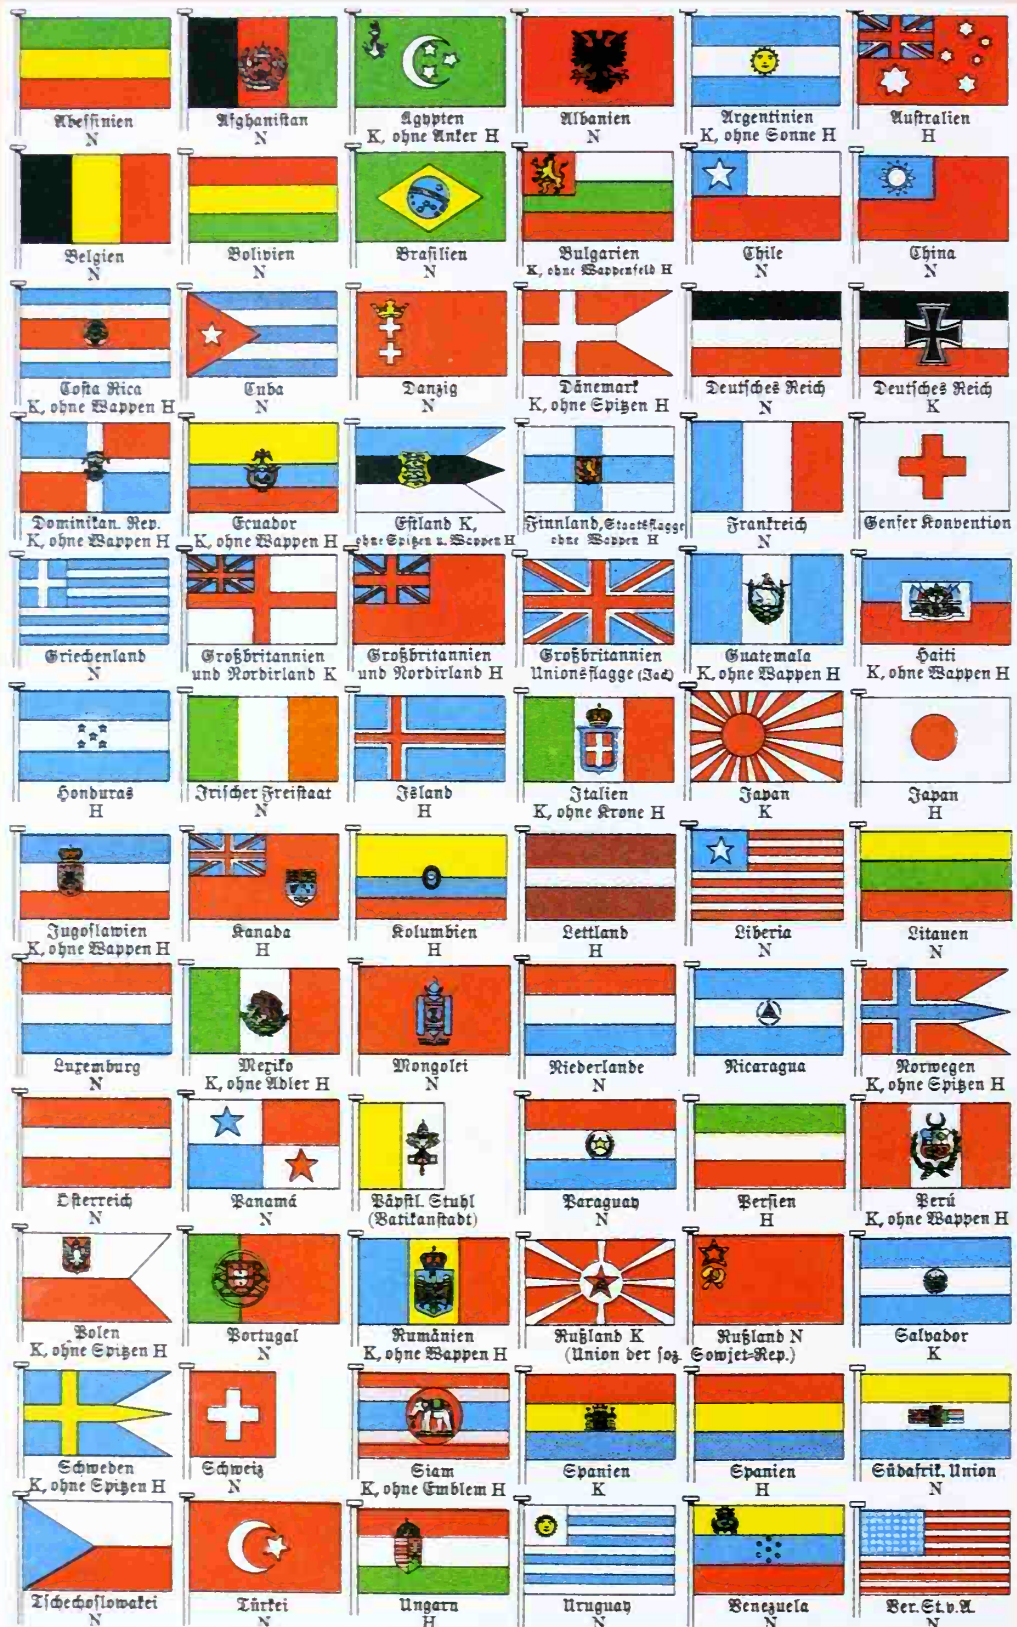 Abessinien Afghanistan Ägypten Albanien Argentinien Australien
N N K, ohne Anker H N K, ohne Sonne H H
Belgien Bolivien Brasilien Bulgarien Chile China
N N N K, ohne Wappenfeld H N N
Costa Rica Cuba Danzig Dänemark Deutsches Reich Deutsches Reich
K, ohne Wappen H N N K, ohne Spitzen H N K
Dominikan. Rep. Ecuador Estland K, Finnland, Staatsflagge Frankreich Genfer Konvention
K, ohne Wappen H K, ohne Wappen H ohne Spitzen u. Wappen H ohne Wappen H N
Griechenland Großbritannien Großbritannien Großbritannien Guatemala Haiti
N und Nordirland K und Nordirland H Unionsflagge (Jack) K, ohne Wappen H K, ohne Wappen H
Honduras Irischer Freistaat Island Italien Japan Japan
H N H K, ohne Krone H K H
Jugoslawien Kanada Kolumbien Lettland Liberia Litauen
K, ohne Wappen H H H H N N
Luxemburg Mexiko Mongolei Niederlande Nicaragua Norwegen
N K, ohne Adler H N N K, ohne Spitzen H
Österreich Panamá Päpstl. Stuhl Paraguay Persien Perú
N N (Vatikanstadt) N H K, ohne Wappen H
Polen Portugal Rumänien Rußland K Rußland N Salvador
K, ohne Spitzen H N K, ohne Wappen H (Union der soz. Sowjet=Rep.) K
Schweden Schweiz Siam Spanien Spanien Südafrik. Union
K, ohne Spitzen H N K, ohne Emblem H K H N
Tschechoslowakei Türkei Ungarn Uruguay Venezuela Ver. St. v. A.
N N H N N N